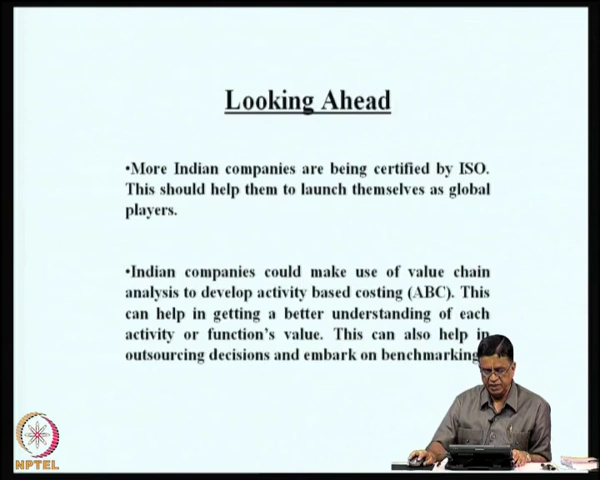 Looking Ahead
•More Indian companies are being certified by ISO.
This should help them to launch themselves as global
players.
•Indian companies could make use of value chain
analysis to develop activity based costing (ABC). This
can help in getting a better understanding of each
activity or function's value. This can also help in
outsourcing decisions and embark on benchmarking
NPTEL